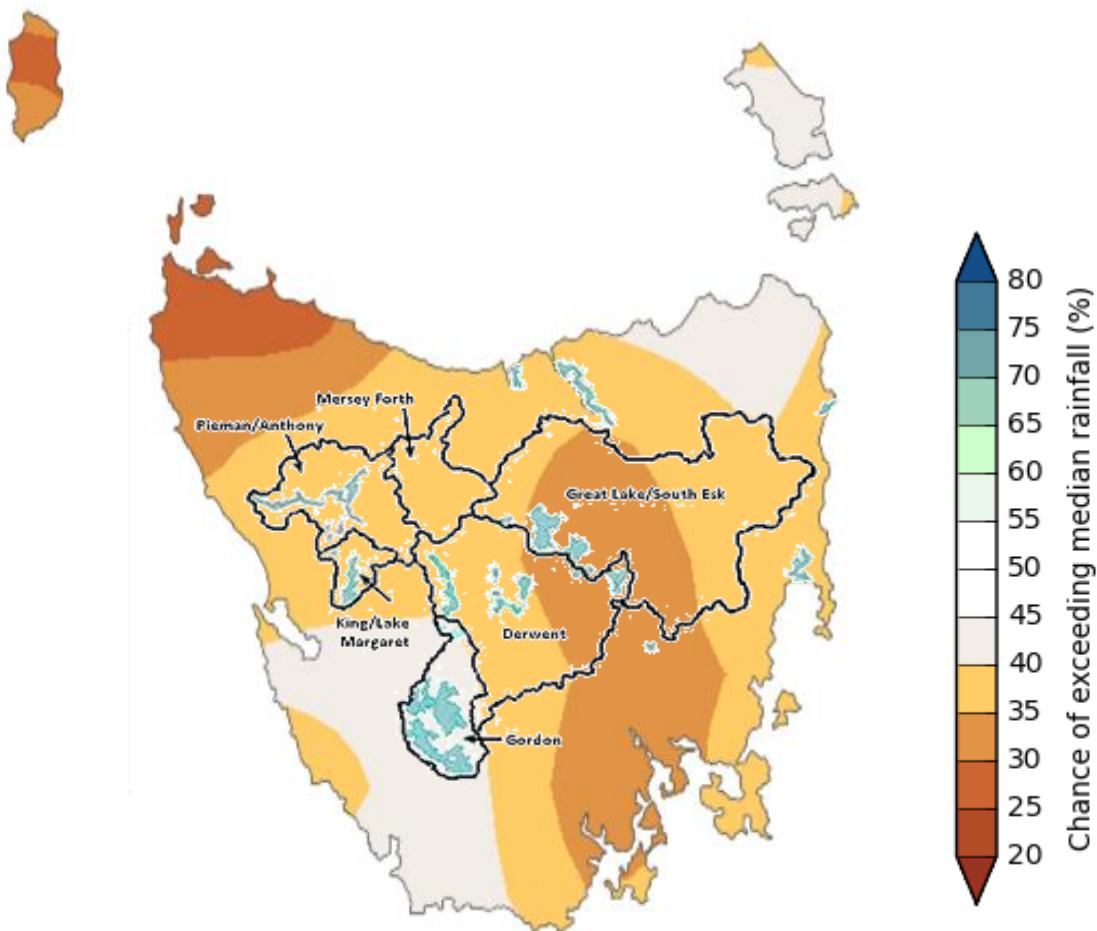 Mersey Forth
Pieman/Anthony
Great Lake/South Esk
King/Lake
Margaret
Derwent
Gordon
80
75
70
65
60
55
50
45
40
35
30
25
20
Chance of exceeding median rainfall (%)